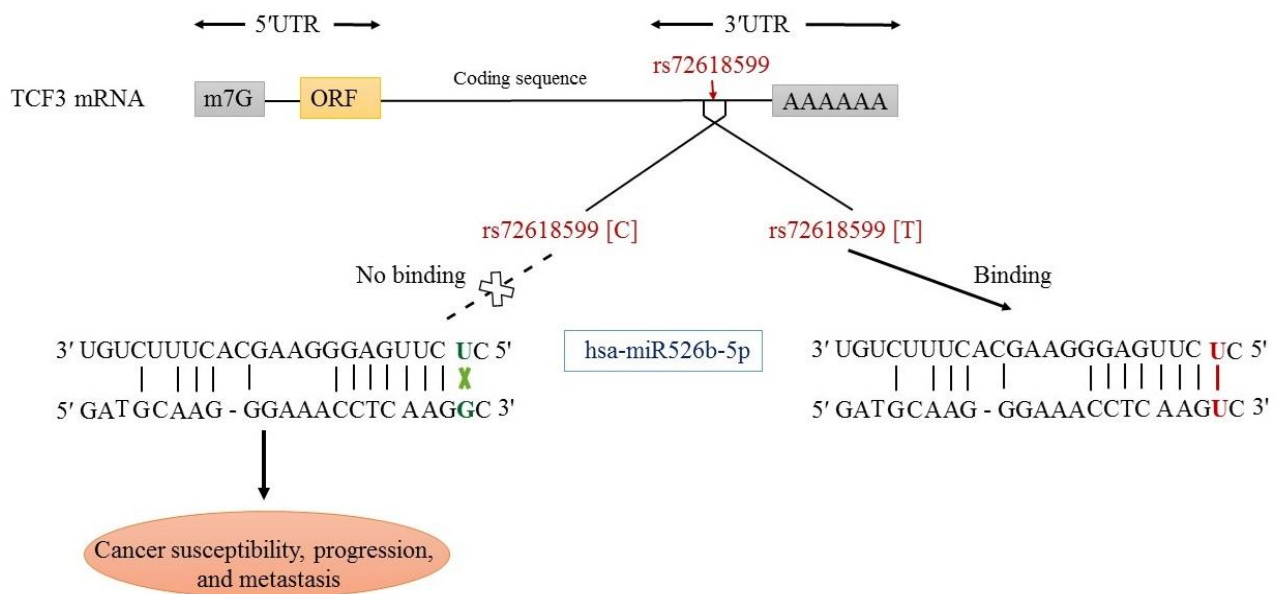 5′UTR
3′UTR
rs72618599
Coding sequence
TCF3 mRNA
m7G
ORF
AAAAAA
rs72618599 [C]
rs72618599 [T]
No binding
Binding
3′ UGUCUUUCACGAAGGGAGUUC UC 5'
5′ GATGCAAG - GGAAACCTC AAGGC 3'
hsa-miR526b-5p
3′ UGUCUUUCACGAAGGGAGUUC UC 5'
5′ GATGCAAG - GGAAACCTC AAGUC 3'
Cancer susceptibility, progression,
and metastasis